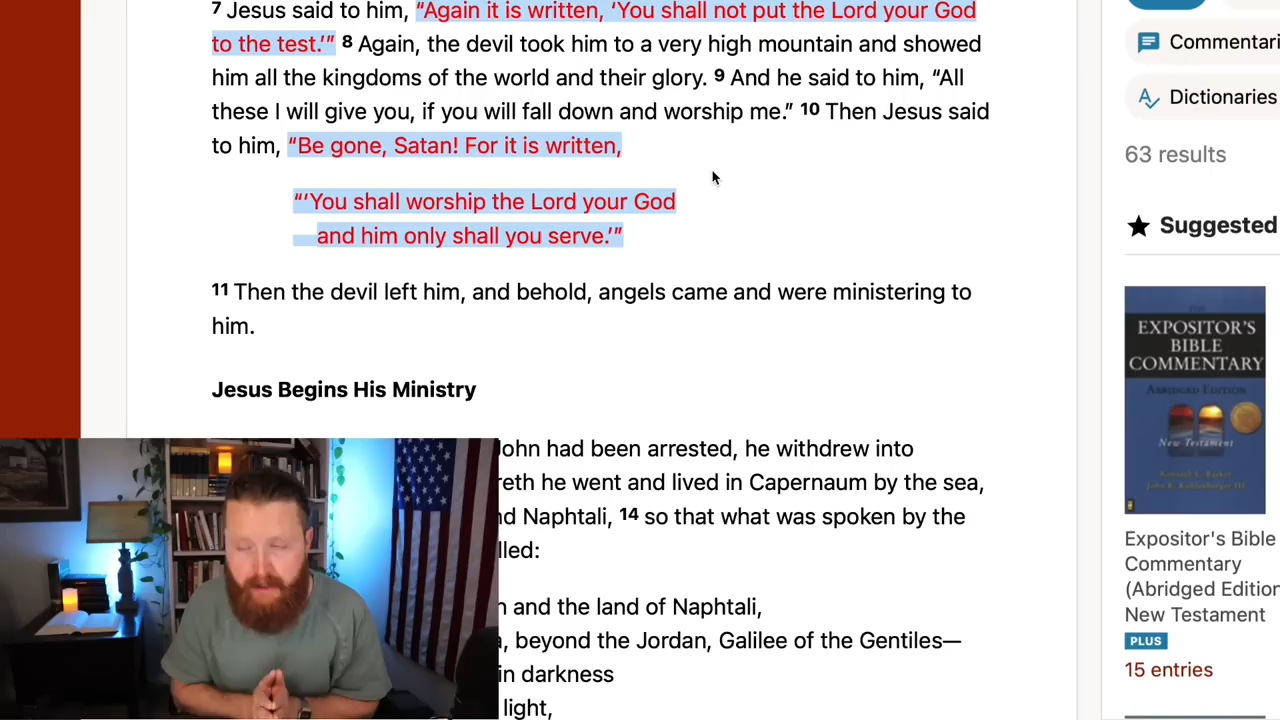 7 Jesus said to him, “Again it is written, ‘You shall not put the Lord your God
to the test.’” 8 Again, the devil took him to a very high mountain and showed
him all the kingdoms of the world and their glory. 9 And he said to him, “All
these I will give you, if you will fall down and worship me.” 10 Then Jesus said
to him, “Be gone, Satan! For it is written,
“‘You shall worship the Lord your God
and him only shall you serve.’”
11 Then the devil left him, and behold, angels came and were ministering to
him.
Jesus Begins His Ministry
John had been arrested, he withdrew into
reth he went and lived in Capernaum by the sea,
nd Naphtali, 14 so that what was spoken by the
lled:
and the land of Naphtali,
beyond the Jordan, Galilee of the Gentiles—
in darkness
light,
Commentari
Dictionaries
63 results
Suggested
EXPOSITOR'S
BIBLE
COMMENTARY
ABRIDGED EDITION
New Testament
Expositor's Bible
Commentary
(Abridged Edition
New Testament
PLUS
15 entries